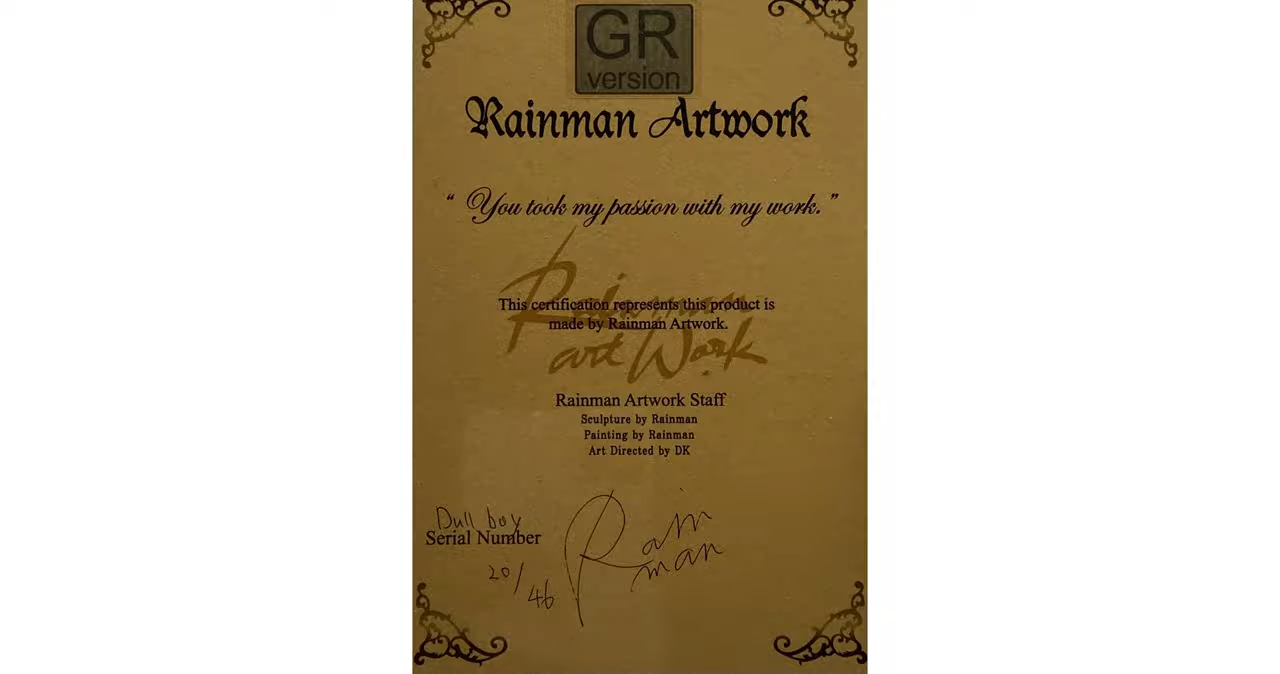 GR
version
Rainman Artwork
“ You took my passion with my work. ”
Rainman
art Work
This certification represents this product is
made by Rainman Artwork.
Rainman Artwork Staff
Sculpture by Rainman
Painting by Rainman
Art Directed by DK
Dull boy
Serial Number
20/46
Rain
man